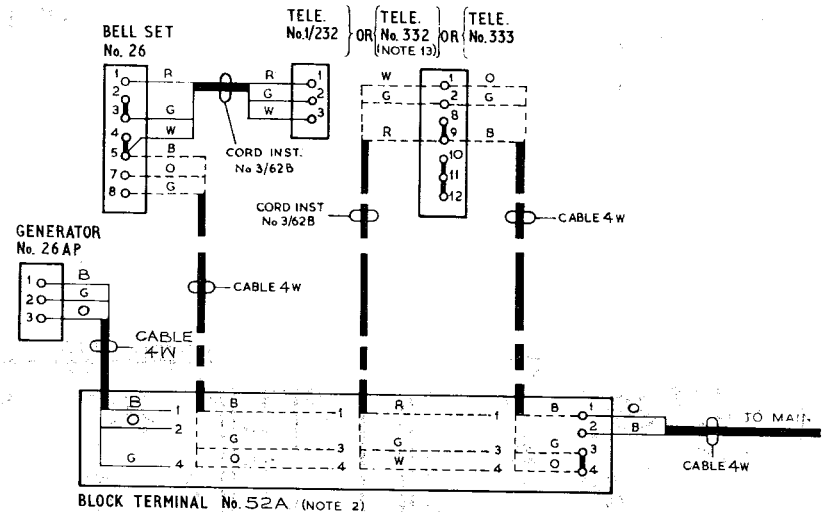 BELL SET
No. 26
TELE.
No.1/232
OR
TELE.
No. 332
(NOTE 13)
OR
TELE.
No. 333
1
2
3
4
5
7
8
R
G
W
B
O
G
R
G
W
1
2
3
CORD INST.
No 3/62B
W
G
R
1
2
8
9
10
11
12
O
G
B
CORD INST
No 3/62B
CABLE 4W
CABLE 4W
GENERATOR
No. 26AP
1
2
3
B
G
O
CABLE
4W
B 1
O 2
G 4
B 1
G 3
O 4
R 1
G 3
W 4
B 1
2
G 3
O 4
O
B
TO MAIN
CABLE 4W
BLOCK TERMINAL No. 52A (NOTE 2)